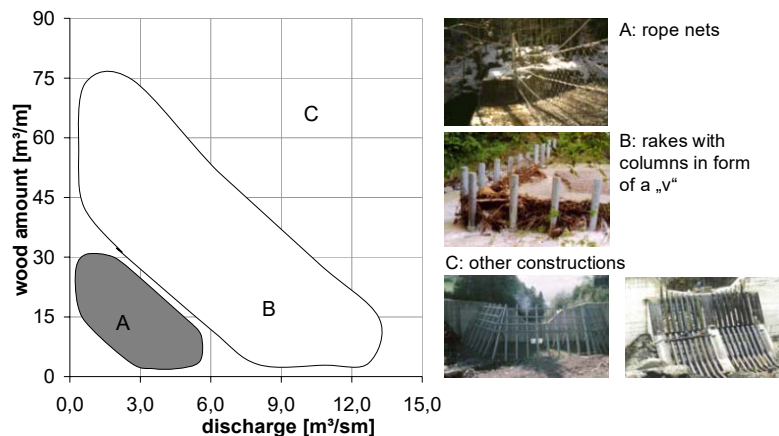 90
75
60
45
30
15
0
wood amount [m³/m]
A
B
C
0,0
3,0
6,0
9,0
12,0
15,0
discharge [m³/sm]
A: rope nets
B: rakes with
columns in form
of a „v“
C: other constructions